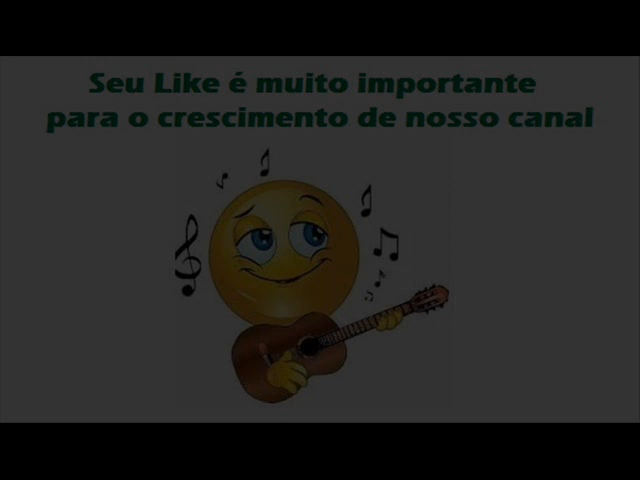 Seu Like é muito importante
para o crescimento de nosso canal